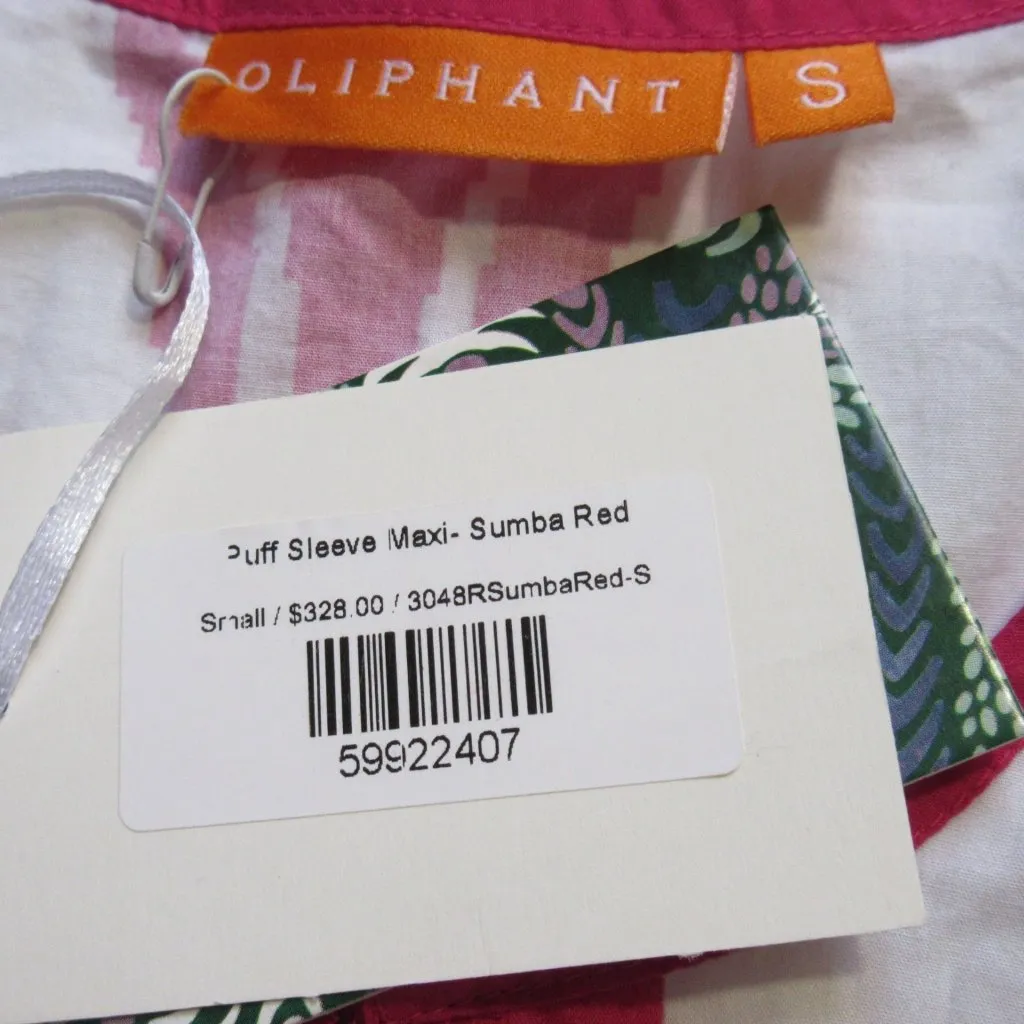 OLIPHANT S
Puff Sleeve Maxi- Sumba Red
Small / $328.00 / 3048RSumbaRed-S
59922407